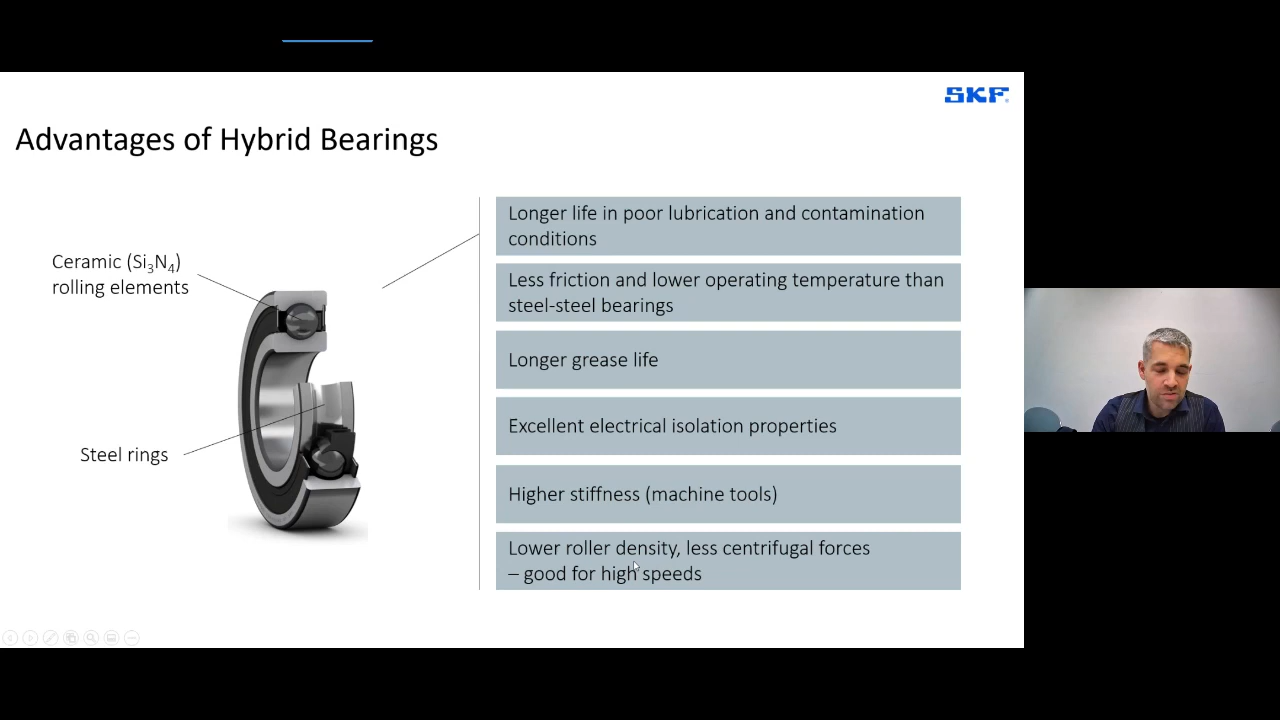 SKF
Advantages of Hybrid Bearings
Ceramic (Si₃N₄)
rolling elements
Steel rings
Longer life in poor lubrication and contamination
conditions
Less friction and lower operating temperature than
steel-steel bearings
Longer grease life
Excellent electrical isolation properties
Higher stiffness (machine tools)
Lower roller density, less centrifugal forces
– good for high speeds